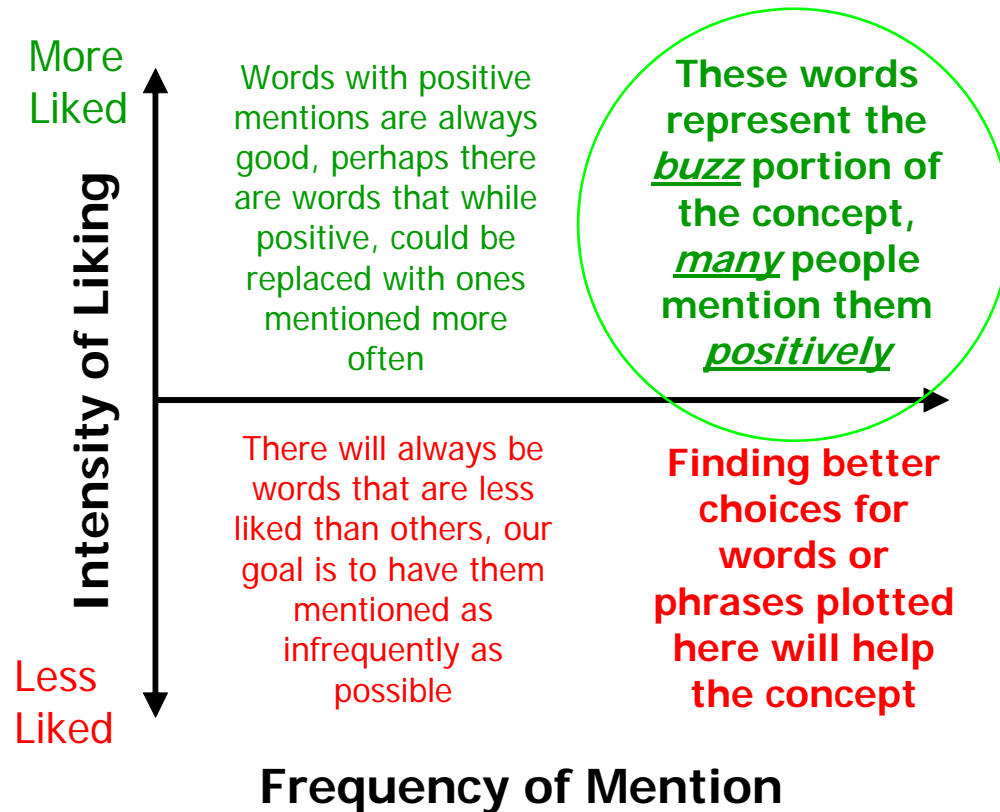 More
Liked
Intensity of Liking
Words with positive
mentions are always
good, perhaps there
are words that while
positive, could be
replaced with ones
mentioned more
often
These words
represent the
buzz portion of
the concept,
many people
mention them
positively
There will always be
words that are less
liked than others, our
goal is to have them
mentioned as
infrequently as
possible
Finding better
choices for
words or
phrases plotted
here will help
the concept
Less
Liked
Frequency of Mention